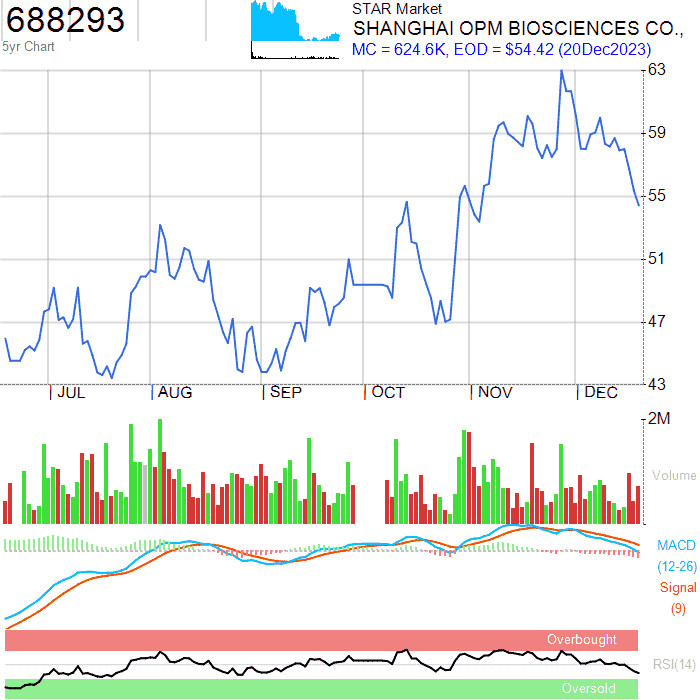 688293
5yr Chart
STAR Market
SHANGHAI OPM BIOSCIENCES CO.,
MC = 624.6K, EOD = $54.42 (20Dec2023)
63
59
55
51
47
43
JUL
AUG
SEP
OCT
NOV
DEC
2M
Volume
MACD
(12-26)
Signal
(9)
Overbought
RSI(14)
Oversold